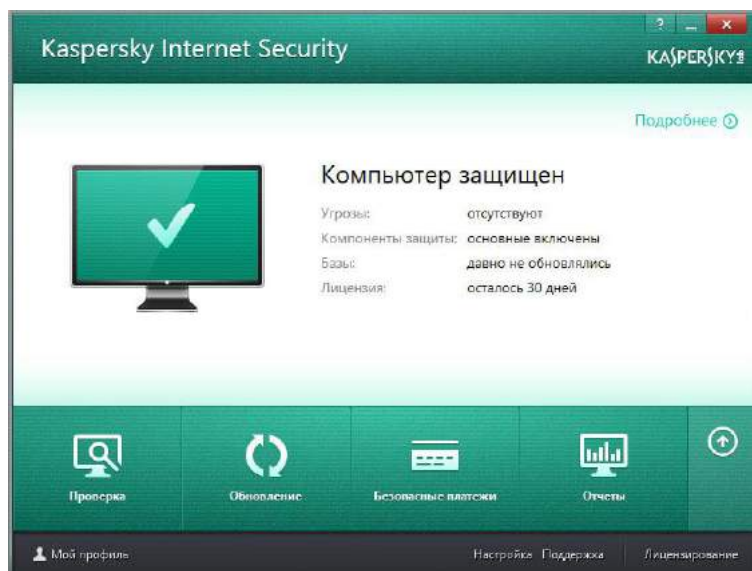 Kaspersky Internet Security
KASPERSKY
Подробнее
Компьютер защищен
Угрозы: отсутствуют
Компоненты защиты: основные включены
Базы: давно не обновлялись
Лицензия: осталось 30 дней
Проверка Обновление Безопасные платежи Отчеты
Мой профиль Настройка Поддержка Лицензирование